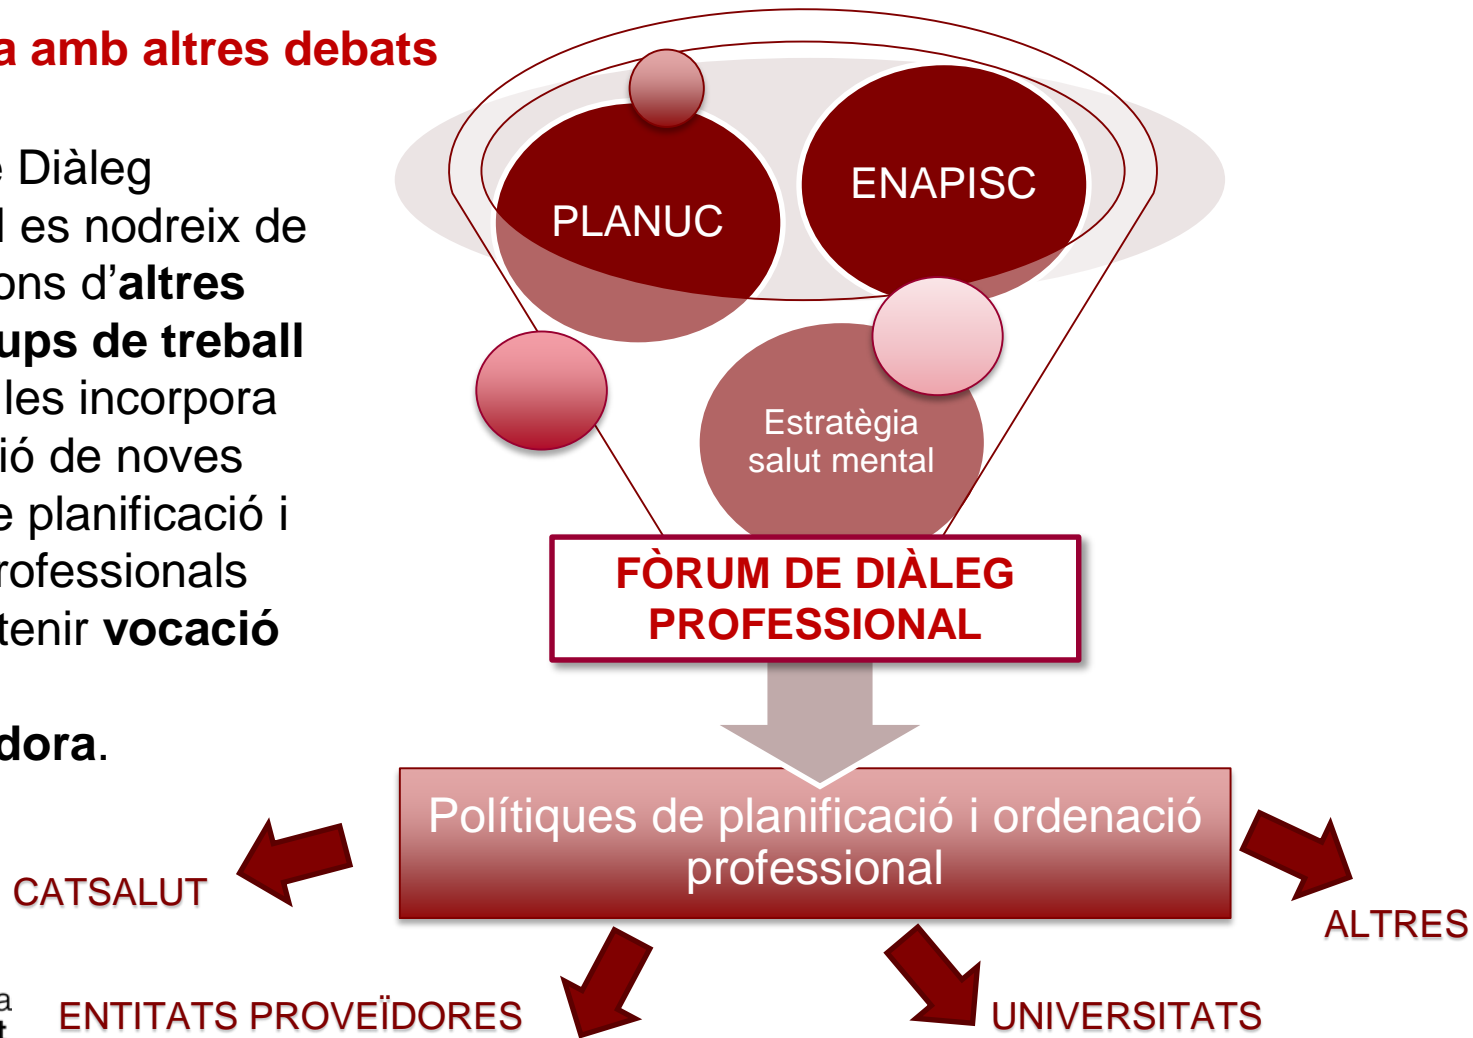 a amb altres debats
e Diàleg
l es nodreix de
ons d'altres
ups de treball
les incorpora
ió de noves
e planificació i
rofessionals
tenir vocació
dora.
PLANUC
ENAPISC
Estratègia
salut mental
FÒRUM DE DIÀLEG
PROFESSIONAL
Polítiques de planificació i ordenació
professional
CATSALUT
ALTRES
a
ENTITATS PROVEÏDORES
UNIVERSITATS